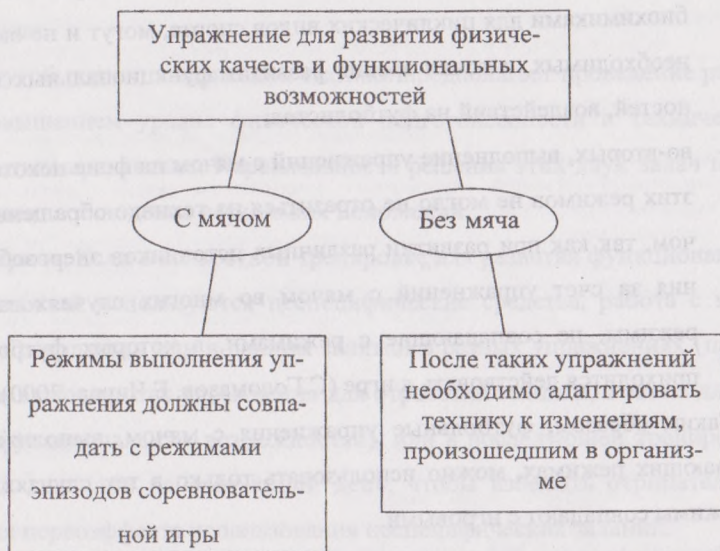 Упражнение для развития физиче-
ских качеств и функциональных
возможностей
С мячом
Без мяча
Режимы выполнения уп-
ражнения должны совпа-
дать с режимами
эпизодов соревнователь-
ной игры
После таких упражнений
необходимо адаптировать
технику к изменениям,
произошедшим в организ-
ме